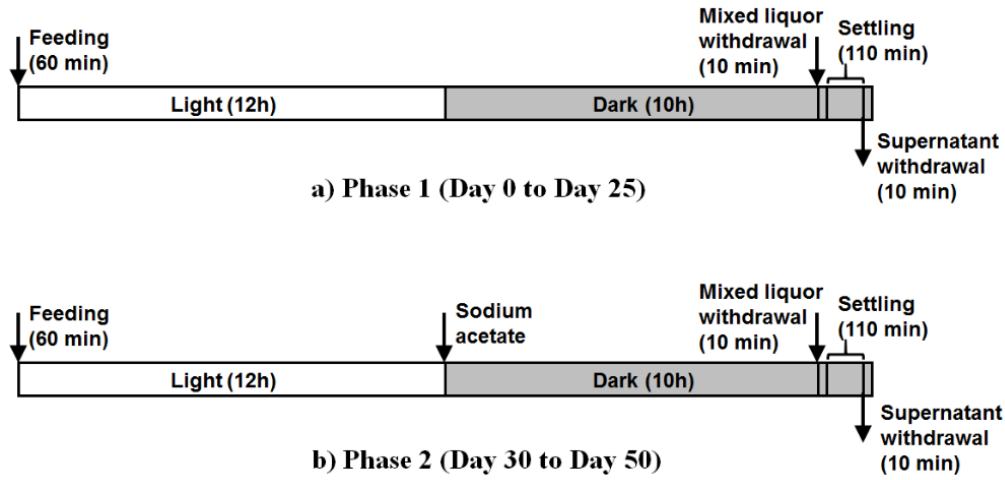 Feeding
(60 min)
Mixed liquor
withdrawal
(10 min)
Settling
(110 min)
Light (12h)
Dark (10h)
Supernatant
withdrawal
(10 min)
a) Phase 1 (Day 0 to Day 25)
Feeding
(60 min)
Sodium
acetate
Mixed liquor
withdrawal
(10 min)
Settling
(110 min)
Light (12h)
Dark (10h)
Supernatant
withdrawal
(10 min)
b) Phase 2 (Day 30 to Day 50)